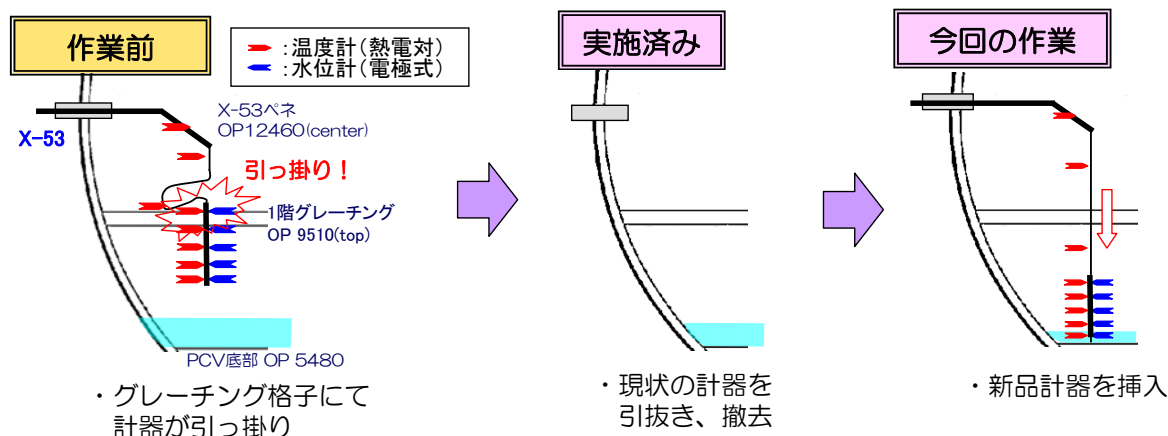 作業前
:温度計(熱電対)
:水位計(電極式)
X-53ペネ
OP12460(center)
X-53
引っ掛り！
1階グレーチング
OP 9510(top)
PCV底部 OP 5480
・グレーチング格子にて
計器が引っ掛り
実施済み
・現状の計器を
引抜き、撤去
今回の作業
・新品計器を挿入